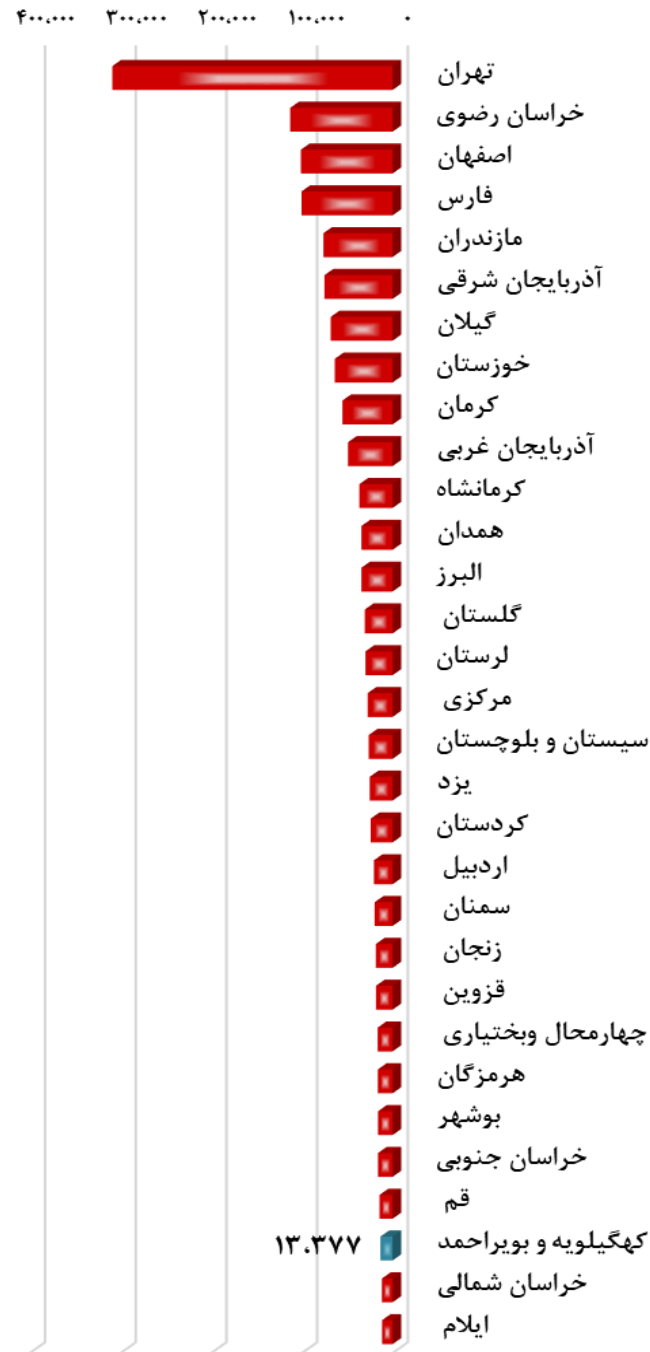 ۴۰۰،۰۰۰ ۳۰۰،۰۰۰ ۲۰۰،۰۰۰ ۱۰۰،۰۰۰ ۰
تهران
خراسان رضوی
اصفهان
فارس
مازندران
آذربایجان شرقی
گیلان
خوزستان
کرمان
آذربایجان غربی
کرمانشاه
همدان
البرز
گلستان
لرستان
مرکزی
سیستان و بلوچستان
یزد
کردستان
اردبیل
سمنان
زنجان
قزوین
چهارمحال وبختیاری
هرمزگان
بوشهر
خراسان جنوبی
قم
کهگیلویه و بویراحمد ۱۳،۳۷۷
خراسان شمالی
ایلام